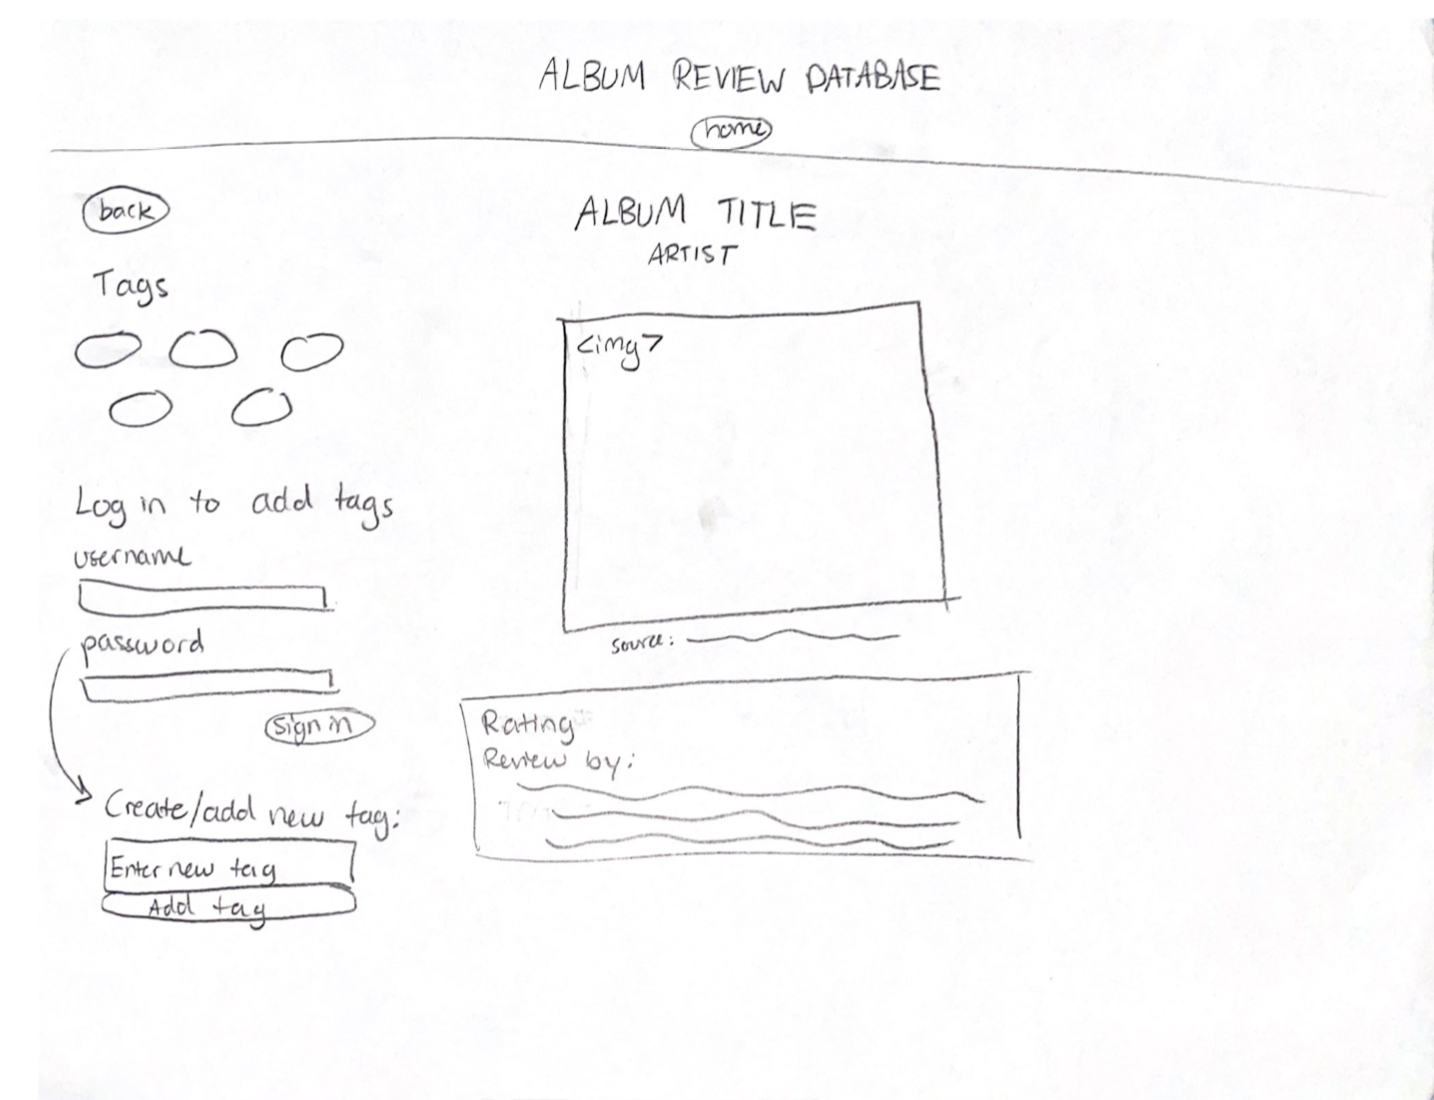 ALBUM REVIEW DATABASE
home
back
Tags
Log in to add tags
username
password
sign in
Create/add new tag:
Enter new tag
Add tag
ALBUM TITLE
ARTIST
<img>
source:
Rating
Review by: